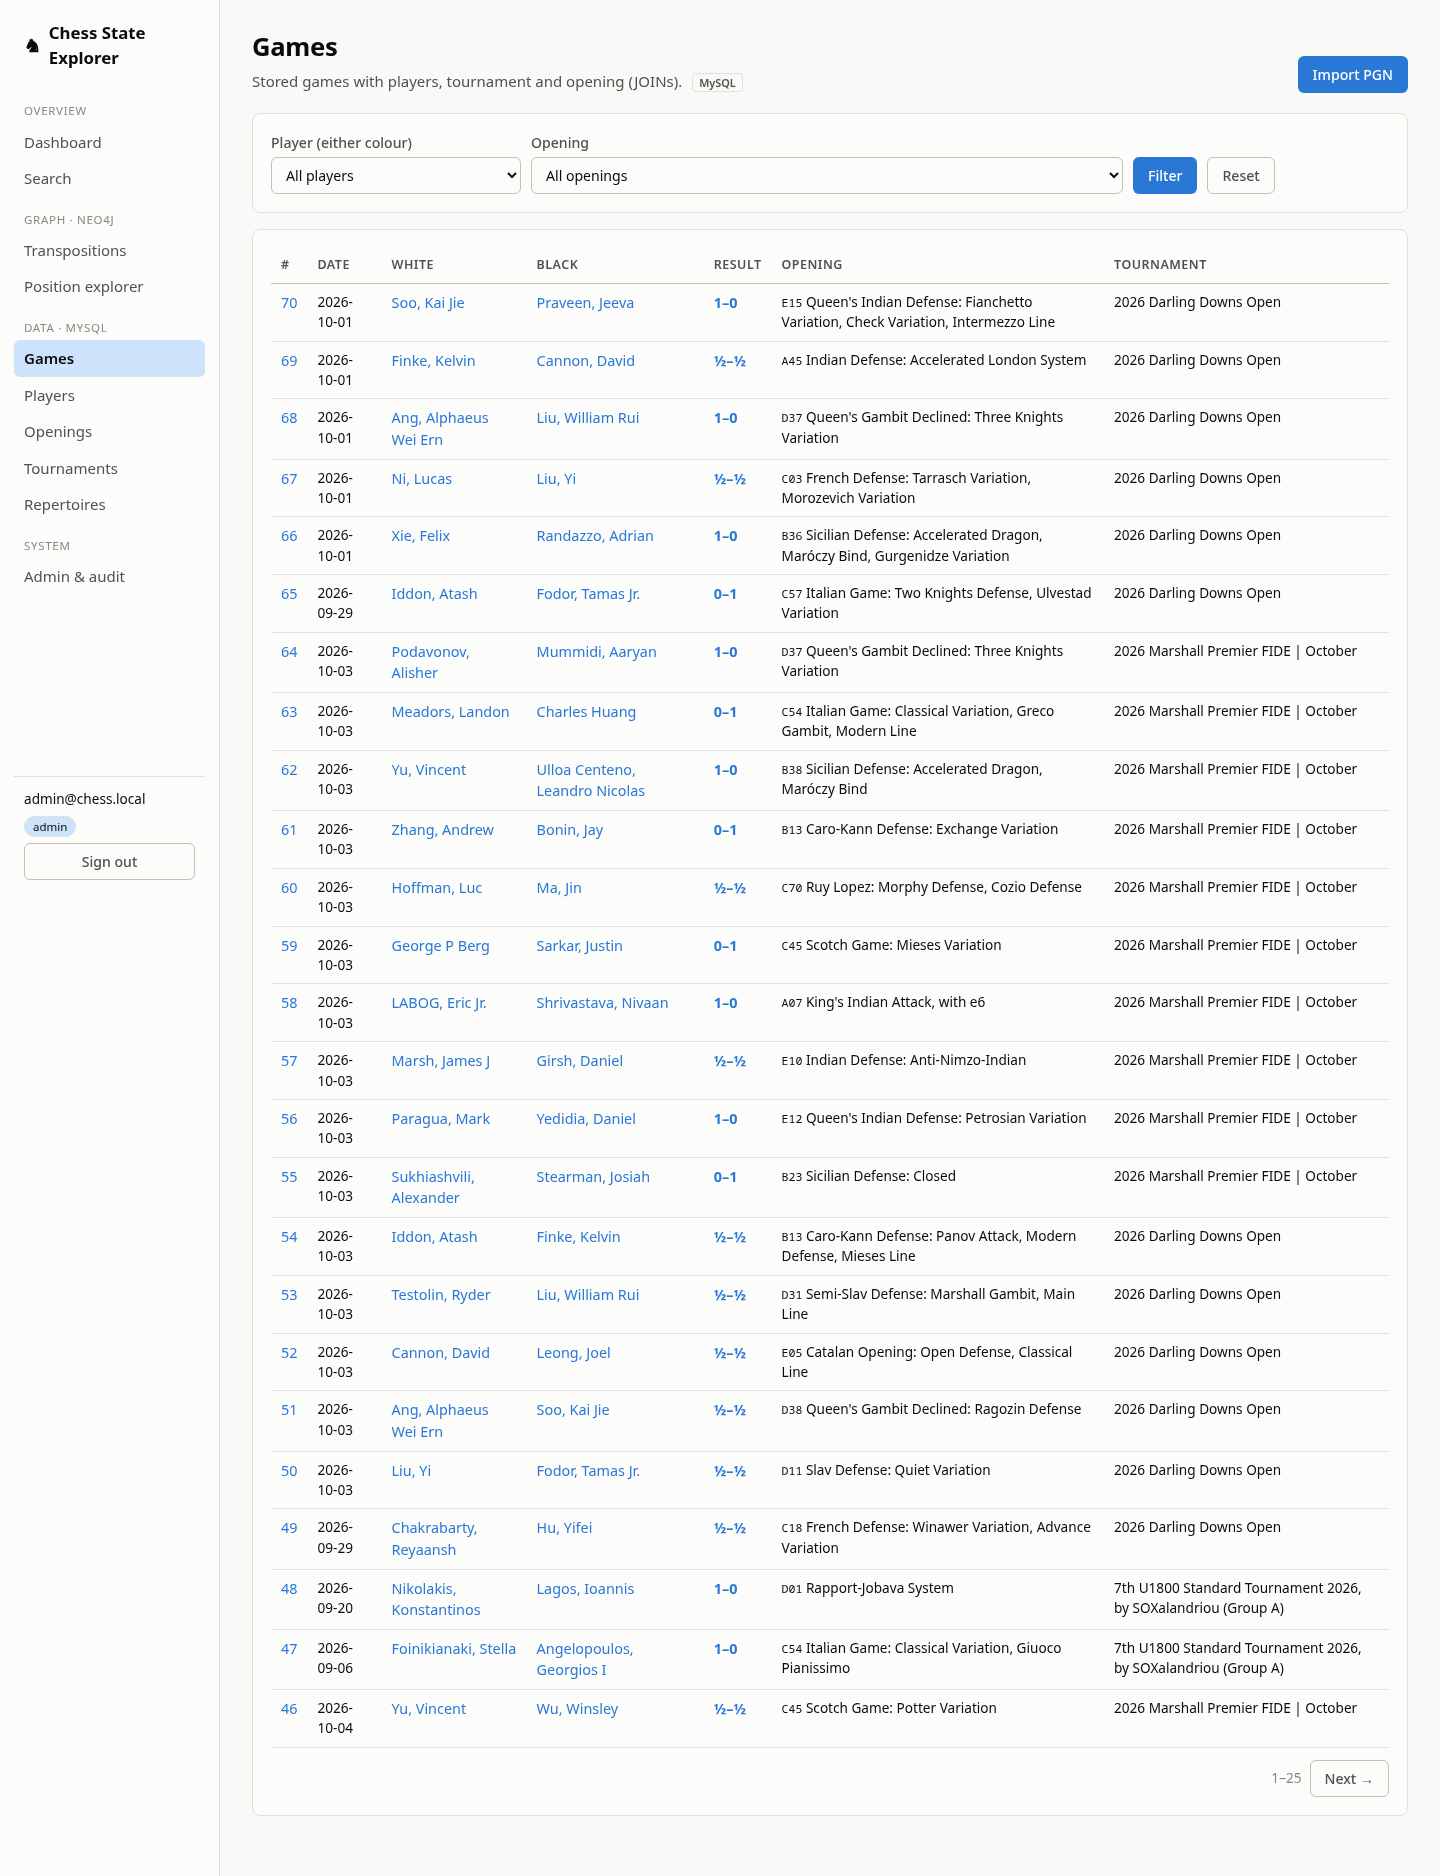 ♞ Chess State
Explorer
OVERVIEW
Dashboard
Search
GRAPH · NEO4J
Transpositions
Position explorer
DATA · MYSQL
Games
Players
Openings
Tournaments
Repertoires
SYSTEM
Admin & audit
admin@chess.local
admin
Sign out
Games
Stored games with players, tournament and opening (JOINs). MySQL
Import PGN
Player (either colour) Opening
All players All openings Filter Reset
# DATE WHITE BLACK RESULT OPENING TOURNAMENT
70 2026- Soo, Kai Jie Praveen, Jeeva 1–0 E15 Queen's Indian Defense: Fianchetto 2026 Darling Downs Open
10-01 Variation, Check Variation, Intermezzo Line
69 2026- Finke, Kelvin Cannon, David ½–½ A45 Indian Defense: Accelerated London System 2026 Darling Downs Open
10-01
68 2026- Ang, Alphaeus Liu, William Rui 1–0 D37 Queen's Gambit Declined: Three Knights 2026 Darling Downs Open
10-01 Wei Ern Variation
67 2026- Ni, Lucas Liu, Yi ½–½ C03 French Defense: Tarrasch Variation, 2026 Darling Downs Open
10-01 Morozevich Variation
66 2026- Xie, Felix Randazzo, Adrian 1–0 B36 Sicilian Defense: Accelerated Dragon, 2026 Darling Downs Open
10-01 Maróczy Bind, Gurgenidze Variation
65 2026- Iddon, Atash Fodor, Tamas Jr. 0–1 C57 Italian Game: Two Knights Defense, Ulvestad 2026 Darling Downs Open
09-29 Variation
64 2026- Podavonov, Mummidi, Aaryan 1–0 D37 Queen's Gambit Declined: Three Knights 2026 Marshall Premier FIDE | October
10-03 Alisher Variation
63 2026- Meadors, Landon Charles Huang 0–1 C54 Italian Game: Classical Variation, Greco 2026 Marshall Premier FIDE | October
10-03 Gambit, Modern Line
62 2026- Yu, Vincent Ulloa Centeno, 1–0 B38 Sicilian Defense: Accelerated Dragon, 2026 Marshall Premier FIDE | October
10-03 Leandro Nicolas Maróczy Bind
61 2026- Zhang, Andrew Bonin, Jay 0–1 B13 Caro-Kann Defense: Exchange Variation 2026 Marshall Premier FIDE | October
10-03
60 2026- Hoffman, Luc Ma, Jin ½–½ C70 Ruy Lopez: Morphy Defense, Cozio Defense 2026 Marshall Premier FIDE | October
10-03
59 2026- George P Berg Sarkar, Justin 0–1 C45 Scotch Game: Mieses Variation 2026 Marshall Premier FIDE | October
10-03
58 2026- LABOG, Eric Jr. Shrivastava, Nivaan 1–0 A07 King's Indian Attack, with e6 2026 Marshall Premier FIDE | October
10-03
57 2026- Marsh, James J Girsh, Daniel ½–½ E10 Indian Defense: Anti-Nimzo-Indian 2026 Marshall Premier FIDE | October
10-03
56 2026- Paragua, Mark Yedidia, Daniel 1–0 E12 Queen's Indian Defense: Petrosian Variation 2026 Marshall Premier FIDE | October
10-03
55 2026- Sukhiashvili, Stearman, Josiah 0–1 B23 Sicilian Defense: Closed 2026 Marshall Premier FIDE | October
10-03 Alexander
54 2026- Iddon, Atash Finke, Kelvin ½–½ B13 Caro-Kann Defense: Panov Attack, Modern 2026 Darling Downs Open
10-03 Defense, Mieses Line
53 2026- Testolin, Ryder Liu, William Rui ½–½ D31 Semi-Slav Defense: Marshall Gambit, Main 2026 Darling Downs Open
10-03 Line
52 2026- Cannon, David Leong, Joel ½–½ E05 Catalan Opening: Open Defense, Classical 2026 Darling Downs Open
10-03 Line
51 2026- Ang, Alphaeus Soo, Kai Jie ½–½ D38 Queen's Gambit Declined: Ragozin Defense 2026 Darling Downs Open
10-03 Wei Ern
50 2026- Liu, Yi Fodor, Tamas Jr. ½–½ D11 Slav Defense: Quiet Variation 2026 Darling Downs Open
10-03
49 2026- Chakrabarty, Hu, Yifei ½–½ C18 French Defense: Winawer Variation, Advance 2026 Darling Downs Open
09-29 Reyaansh Variation
48 2026- Nikolakis, Lagos, Ioannis 1–0 D01 Rapport-Jobava System 7th U1800 Standard Tournament 2026,
09-20 Konstantinos by SOXalandriou (Group A)
47 2026- Foinikianaki, Stella Angelopoulos, 1–0 C54 Italian Game: Classical Variation, Giuoco 7th U1800 Standard Tournament 2026,
09-06 Georgios I Pianissimo by SOXalandriou (Group A)
46 2026- Yu, Vincent Wu, Winsley ½–½ C45 Scotch Game: Potter Variation 2026 Marshall Premier FIDE | October
10-04
1–25 Next →